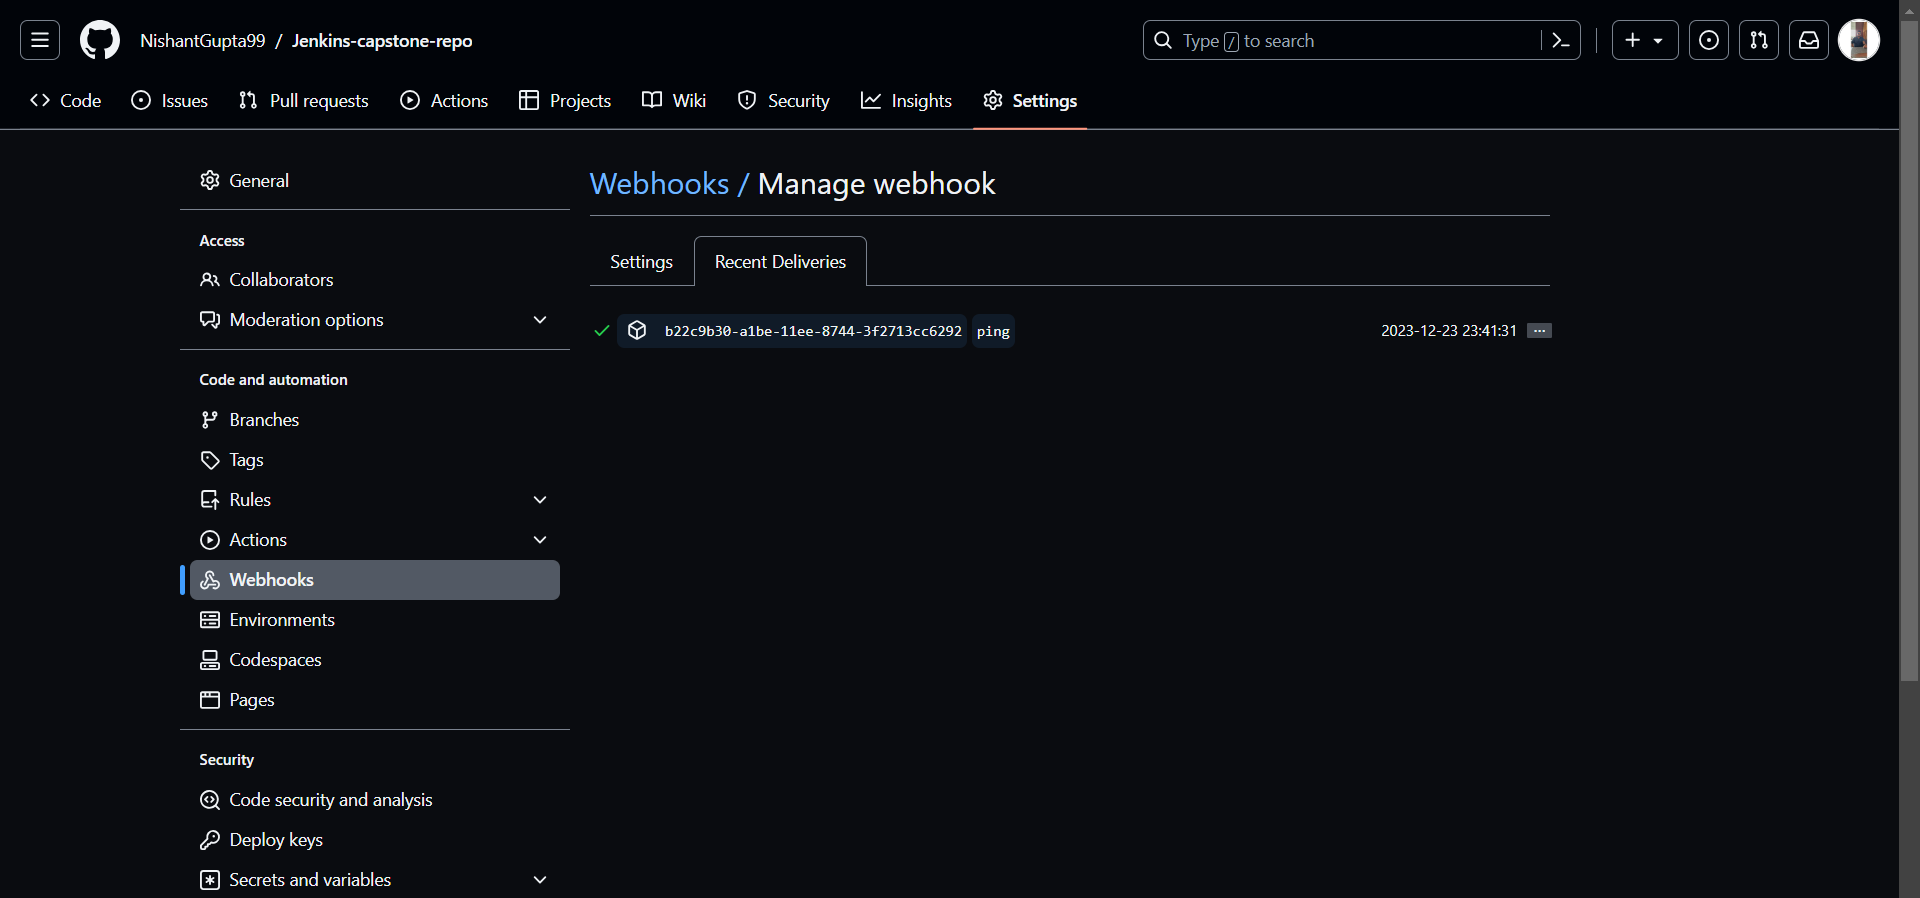 NishantGupta99 / Jenkins-capstone-repo
Type / to search
Code Issues Pull requests Actions Projects Wiki Security Insights Settings
General
Access
Collaborators
Moderation options
Code and automation
Branches
Tags
Rules
Actions
Webhooks
Environments
Codespaces
Pages
Security
Code security and analysis
Deploy keys
Secrets and variables
Webhooks / Manage webhook
Settings Recent Deliveries
b22c9b30-a1be-11ee-8744-3f2713cc6292 ping 2023-12-23 23:41:31 ...